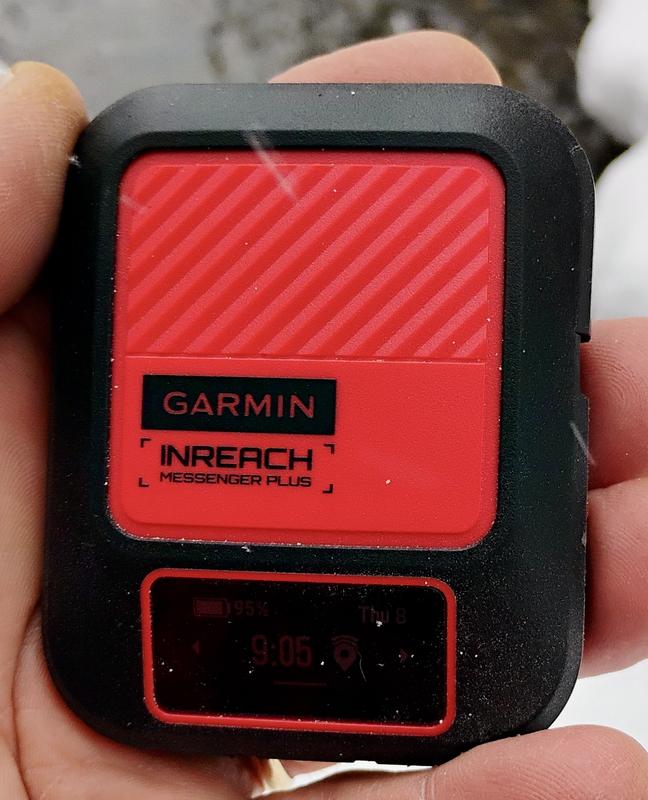 GARMIN
INREACH
MESSENGER PLUS
95% Thu 8
9:05